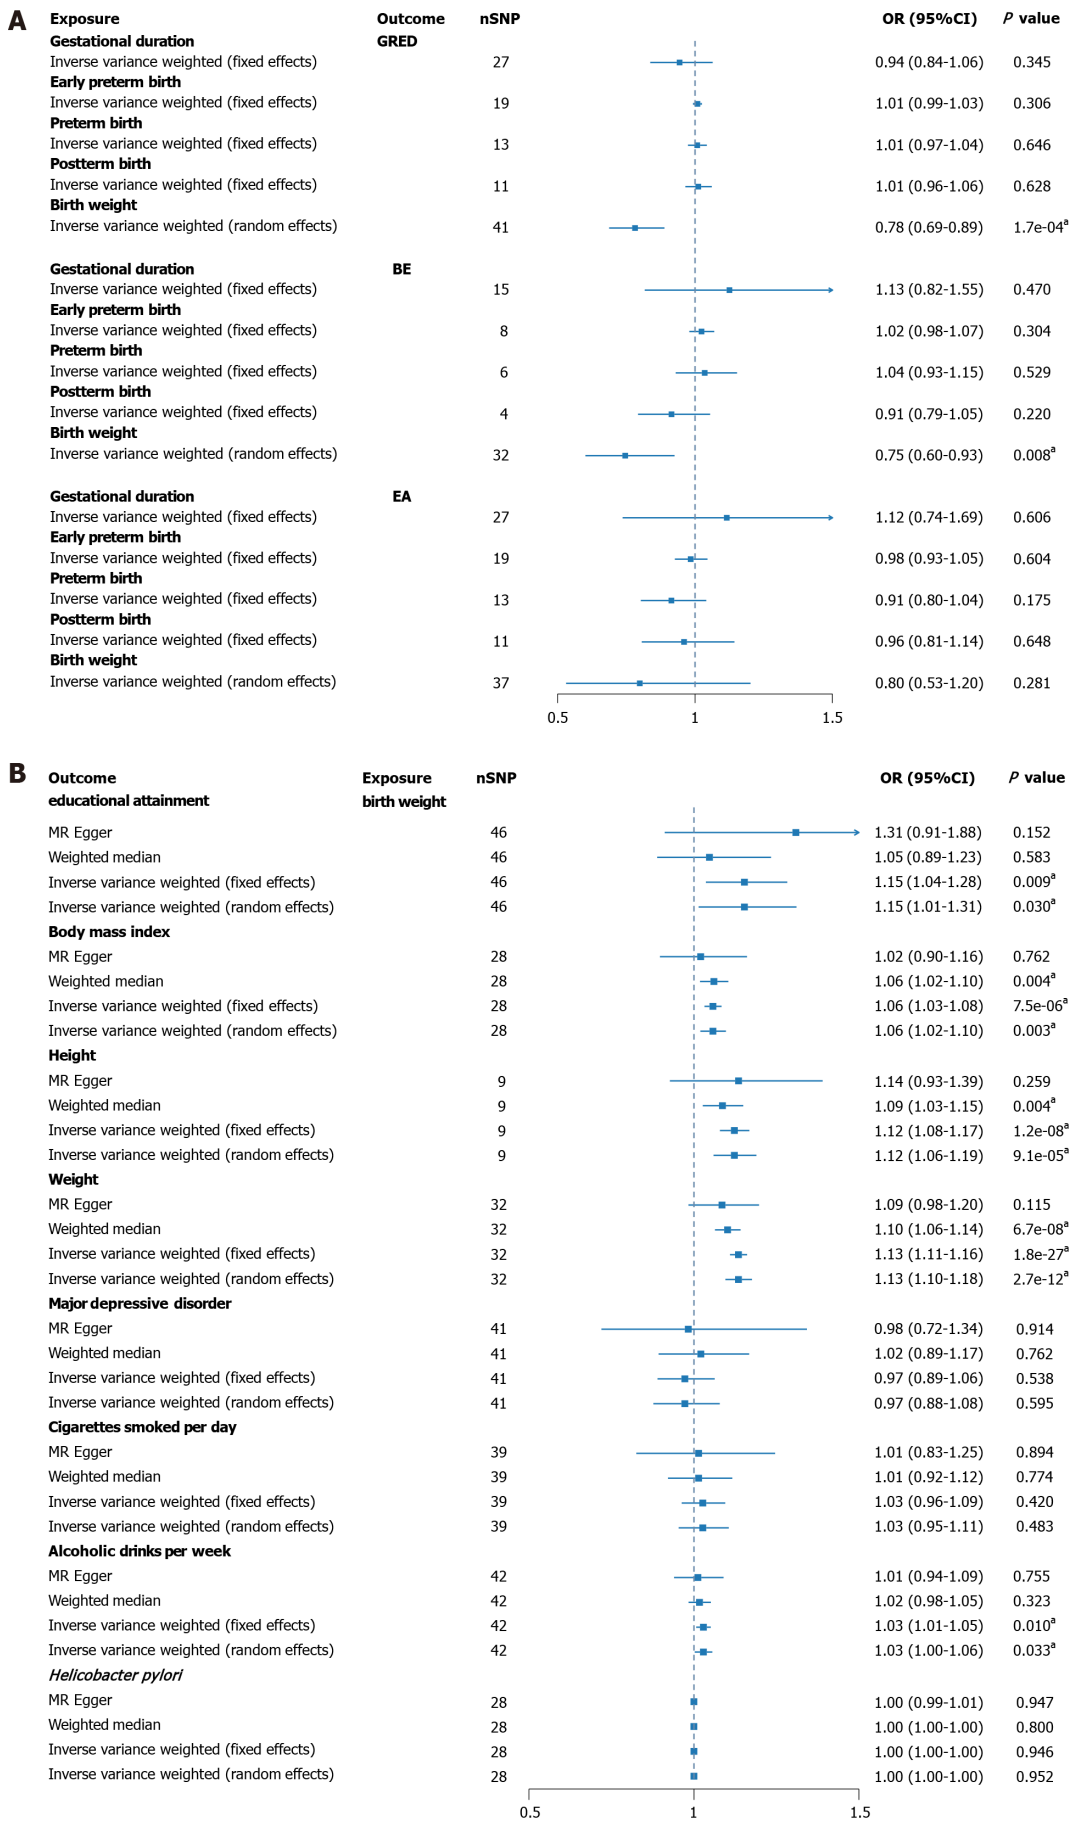 A Exposure Outcome nSNP OR (95%CI) P value
Gestational duration GRED
Inverse variance weighted (fixed effects) 27 0.94 (0.84-1.06) 0.345
Early preterm birth
Inverse variance weighted (fixed effects) 19 1.01 (0.99-1.03) 0.306
Preterm birth
Inverse variance weighted (fixed effects) 13 1.01 (0.97-1.04) 0.646
Postterm birth
Inverse variance weighted (fixed effects) 11 1.01 (0.96-1.06) 0.628
Birth weight
Inverse variance weighted (random effects) 41 0.78 (0.69-0.89) 1.7e-04a
Gestational duration BE
Inverse variance weighted (fixed effects) 15 1.13 (0.82-1.55) 0.470
Early preterm birth
Inverse variance weighted (fixed effects) 8 1.02 (0.98-1.07) 0.304
Preterm birth
Inverse variance weighted (fixed effects) 6 1.04 (0.93-1.15) 0.529
Postterm birth
Inverse variance weighted (fixed effects) 4 0.91 (0.79-1.05) 0.220
Birth weight
Inverse variance weighted (random effects) 32 0.75 (0.60-0.93) 0.008a
Gestational duration EA
Inverse variance weighted (fixed effects) 27 1.12 (0.74-1.69) 0.606
Early preterm birth
Inverse variance weighted (fixed effects) 19 0.98 (0.93-1.05) 0.604
Preterm birth
Inverse variance weighted (fixed effects) 13 0.91 (0.80-1.04) 0.175
Postterm birth
Inverse variance weighted (fixed effects) 11 0.96 (0.81-1.14) 0.648
Birth weight
Inverse variance weighted (random effects) 37 0.80 (0.53-1.20) 0.281
0.5 1 1.5
B Outcome Exposure nSNP OR (95%CI) P value
educational attainment birth weight
MR Egger 46 1.31 (0.91-1.88) 0.152
Weighted median 46 1.05 (0.89-1.23) 0.583
Inverse variance weighted (fixed effects) 46 1.15 (1.04-1.28) 0.009a
Inverse variance weighted (random effects) 46 1.15 (1.01-1.31) 0.030a
Body mass index
MR Egger 28 1.02 (0.90-1.16) 0.762
Weighted median 28 1.06 (1.02-1.10) 0.004a
Inverse variance weighted (fixed effects) 28 1.06 (1.03-1.08) 7.5e-06a
Inverse variance weighted (random effects) 28 1.06 (1.02-1.10) 0.003a
Height
MR Egger 9 1.14 (0.93-1.39) 0.259
Weighted median 9 1.09 (1.03-1.15) 0.004a
Inverse variance weighted (fixed effects) 9 1.12 (1.08-1.17) 1.2e-08a
Inverse variance weighted (random effects) 9 1.12 (1.06-1.19) 9.1e-05a
Weight
MR Egger 32 1.09 (0.98-1.20) 0.115
Weighted median 32 1.10 (1.06-1.14) 6.7e-08a
Inverse variance weighted (fixed effects) 32 1.13 (1.11-1.16) 1.8e-27a
Inverse variance weighted (random effects) 32 1.13 (1.10-1.18) 2.7e-12a
Major depressive disorder
MR Egger 41 0.98 (0.72-1.34) 0.914
Weighted median 41 1.02 (0.89-1.17) 0.762
Inverse variance weighted (fixed effects) 41 0.97 (0.89-1.06) 0.538
Inverse variance weighted (random effects) 41 0.97 (0.88-1.08) 0.595
Cigarettes smoked per day
MR Egger 39 1.01 (0.83-1.25) 0.894
Weighted median 39 1.01 (0.92-1.12) 0.774
Inverse variance weighted (fixed effects) 39 1.03 (0.96-1.09) 0.420
Inverse variance weighted (random effects) 39 1.03 (0.95-1.11) 0.483
Alcoholic drinks per week
MR Egger 42 1.01 (0.94-1.09) 0.755
Weighted median 42 1.02 (0.98-1.05) 0.323
Inverse variance weighted (fixed effects) 42 1.03 (1.01-1.05) 0.010a
Inverse variance weighted (random effects) 42 1.03 (1.00-1.06) 0.033a
Helicobacter pylori
MR Egger 28 1.00 (0.99-1.01) 0.947
Weighted median 28 1.00 (1.00-1.00) 0.800
Inverse variance weighted (fixed effects) 28 1.00 (1.00-1.00) 0.946
Inverse variance weighted (random effects) 28 1.00 (1.00-1.00) 0.952
0.5 1 1.5